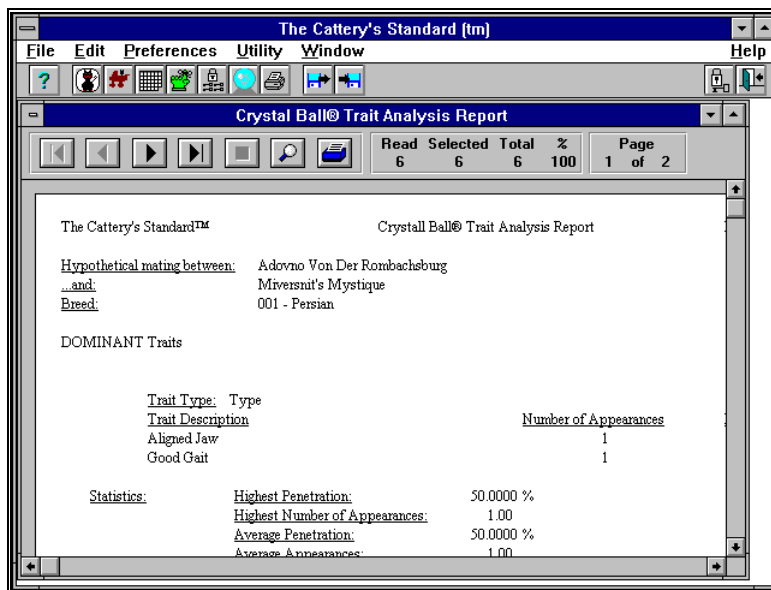 The Cattery's Standard (tm)
File Edit Preferences Utility Window Help
?
Crystal Ball® Trait Analysis Report
Read Selected Total % Page
6 6 6 100 1 of 2
The Cattery's Standard™ Crystall Ball® Trait Analysis Report
Hypothetical mating between: Adovno Von Der Rombachsburg
...and: Miversnit's Mystique
Breed: 001 - Persian
DOMINANT Traits
Trait Type: Type
Trait Description Number of Appearances
Aligned Jaw 1
Good Gait 1
Statistics: Highest Penetration: 50.0000 %
Highest Number of Appearances: 1.00
Average Penetration: 50.0000 %
Average Appearances: 1.00